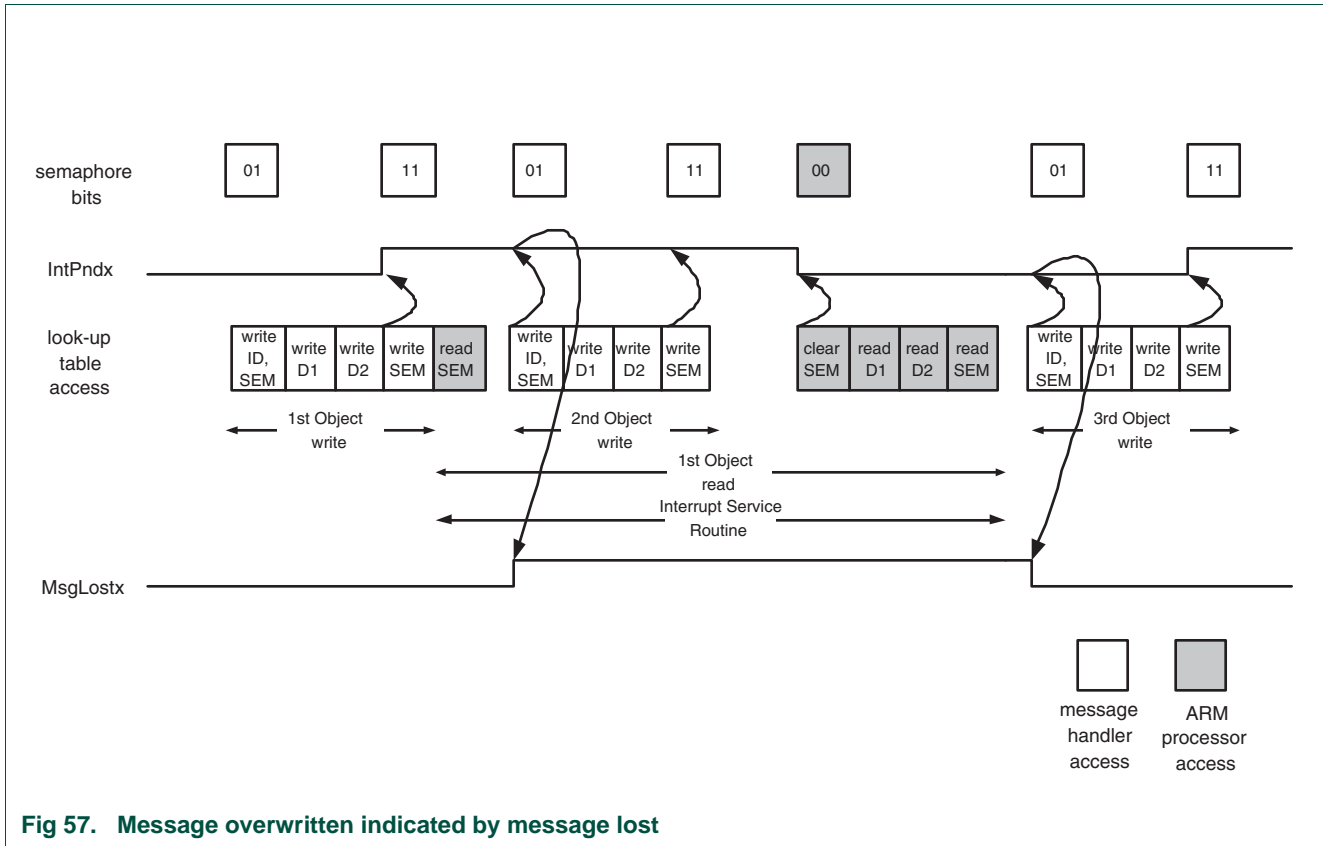 semaphore
bits
01
11
01
11
00
01
11
IntPndx
look-up
table
access
write
ID,
SEM
write
D1
write
D2
write
SEM
read
SEM
write
ID,
SEM
write
D1
write
D2
write
SEM
clear
SEM
read
D1
read
D2
read
SEM
write
ID,
SEM
write
D1
write
D2
write
SEM
1st Object
write
2nd Object
write
3rd Object
write
1st Object
read
Interrupt Service
Routine
MsgLostx
message
handler
access
ARM
processor
access
Fig 57. Message overwritten indicated by message lost